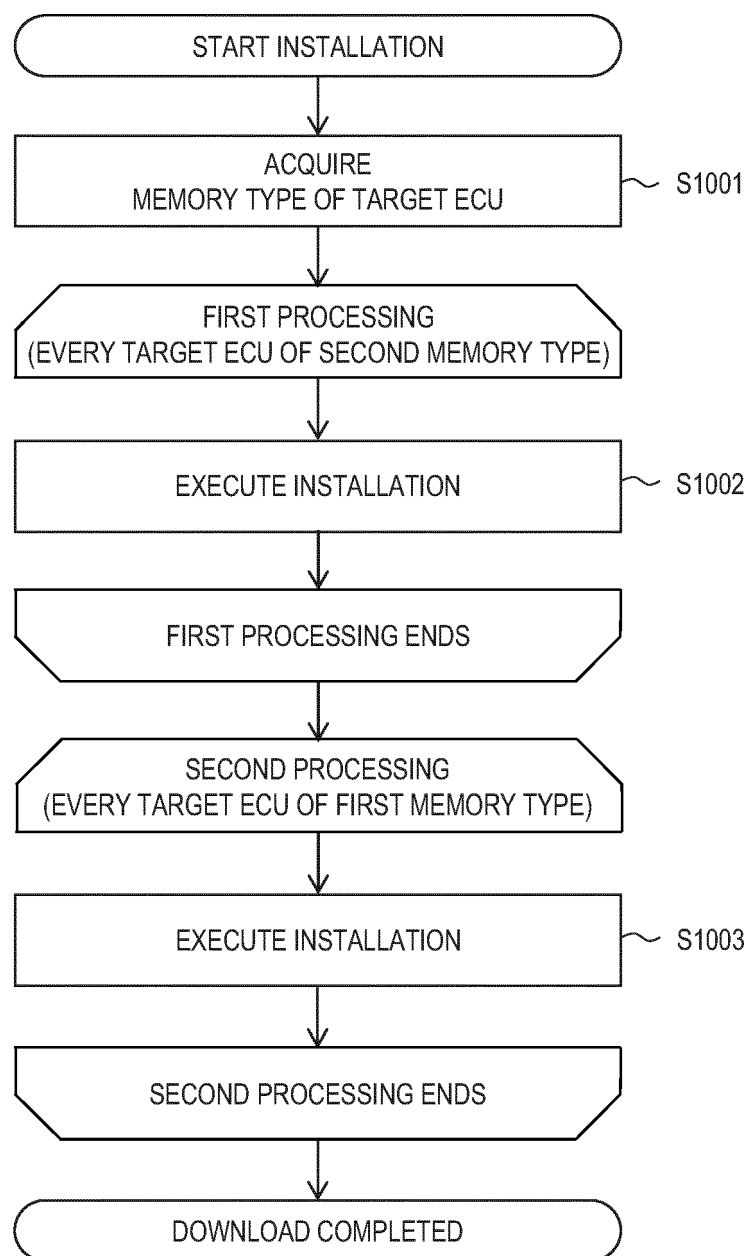 START INSTALLATION
ACQUIRE
MEMORY TYPE OF TARGET ECU
S1001
FIRST PROCESSING
(EVERY TARGET ECU OF SECOND MEMORY TYPE)
EXECUTE INSTALLATION
S1002
FIRST PROCESSING ENDS
SECOND PROCESSING
(EVERY TARGET ECU OF FIRST MEMORY TYPE)
EXECUTE INSTALLATION
S1003
SECOND PROCESSING ENDS
DOWNLOAD COMPLETED